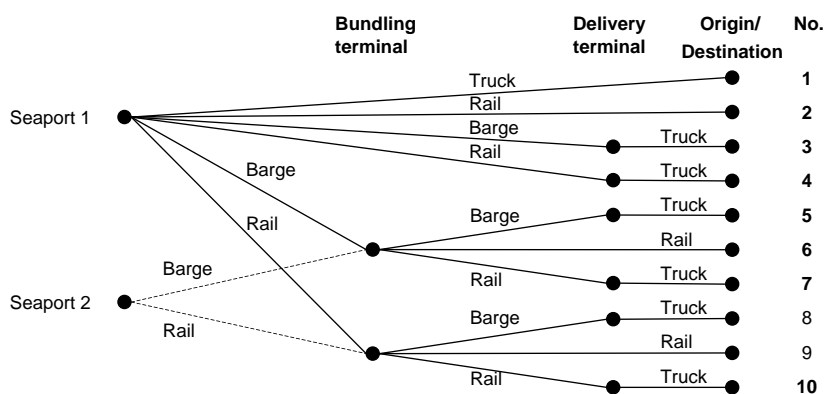 Bundling terminal
Delivery terminal
Origin/ Destination
No.
Truck
1
Rail
2
Seaport 1
Barge
Truck
3
Rail
Truck
4
Barge
Barge
Truck
5
Rail
Rail
6
Barge
Rail
Truck
7
Seaport 2
Rail
Barge
Truck
8
Rail
9
Rail
Truck
10